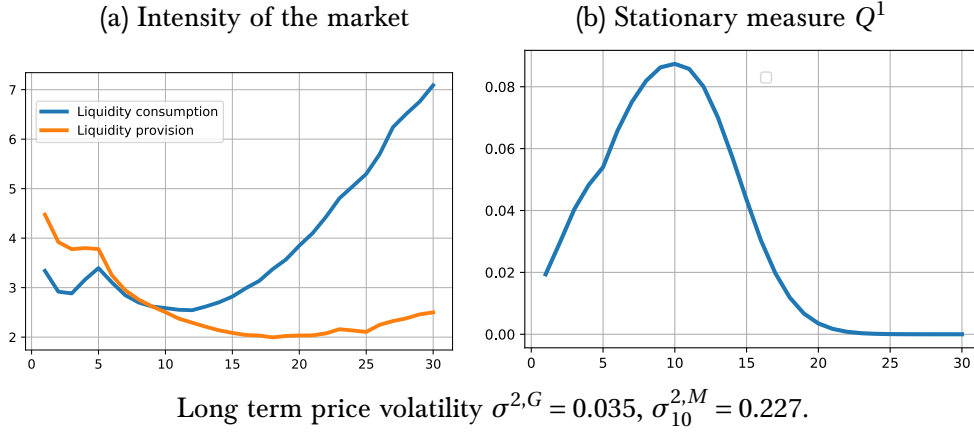 (a) Intensity of the market
(b) Stationary measure Q¹
7
6
5
4
3
2
Liquidity consumption
Liquidity provision
0 5 10 15 20 25 30
0.08
0.06
0.04
0.02
0.00
0 5 10 15 20 25 30
Long term price volatility σ^{2,G} = 0.035, σ_{10}^{2,M} = 0.227.